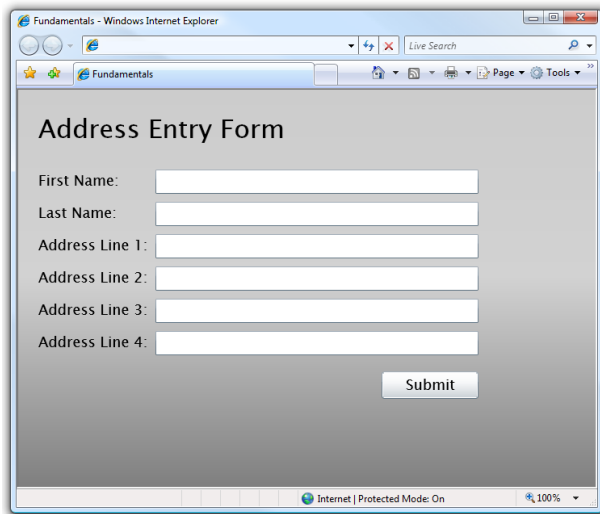 Fundamentals - Windows Internet Explorer
Live Search
Fundamentals
Page
Tools
Address Entry Form
First Name:
Last Name:
Address Line 1:
Address Line 2:
Address Line 3:
Address Line 4:
Submit
Internet | Protected Mode: On
100%